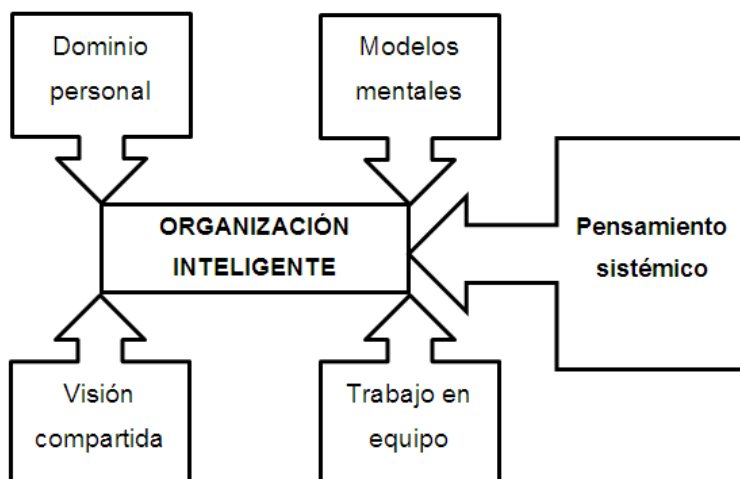 Dominio
personal
Modelos
mentales
ORGANIZACIÓN
INTELIGENTE
Pensamiento
sistémico
Visión
compartida
Trabajo en
equipo